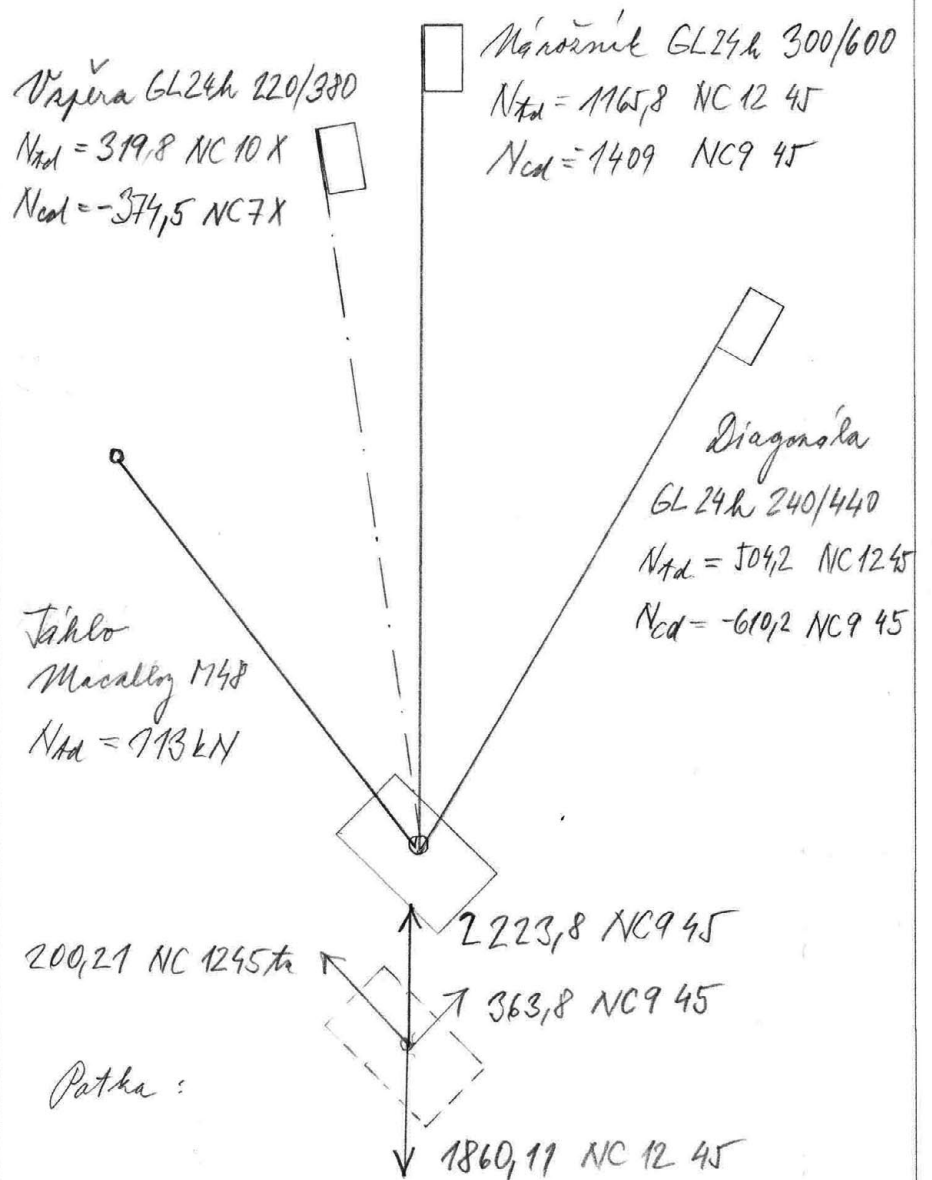 Vzpěra GL24h 220/380
Ntd = 319,8 NC 10 X
Ncd = -374,5 NC7X
Nárožník GL24h 300/600
Ntd = 1165,8 NC 12 45
Ncd = 1409 NC9 45
Diagonála
GL 24h 240/440
Ntd = 504,2 NC 12 45
Ncd = -610,2 NC9 45
Táhlo
Macalloy M48
Ntd = 113 kN
2223,8 NC9 45
200,21 NC 1245
363,8 NC9 45
Patka :
1860,11 NC 12 45